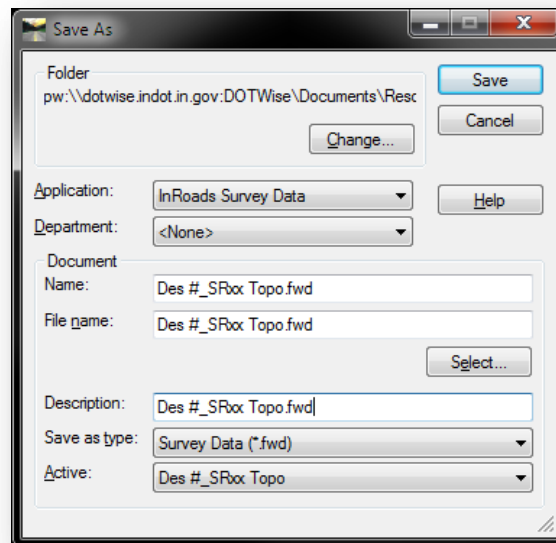 Save As
Folder
pw:\\dotwise.indot.in.gov:DOTWise\Documents\Resc
Change...
Save
Cancel
Application:
InRoads Survey Data
Help
Department:
<None>
Document
Name:
Des #_SRxx Topo.fwd
File name:
Des #_SRxx Topo.fwd
Select...
Description:
Des #_SRxx Topo.fwd
Save as type:
Survey Data (*.fwd)
Active:
Des #_SRxx Topo